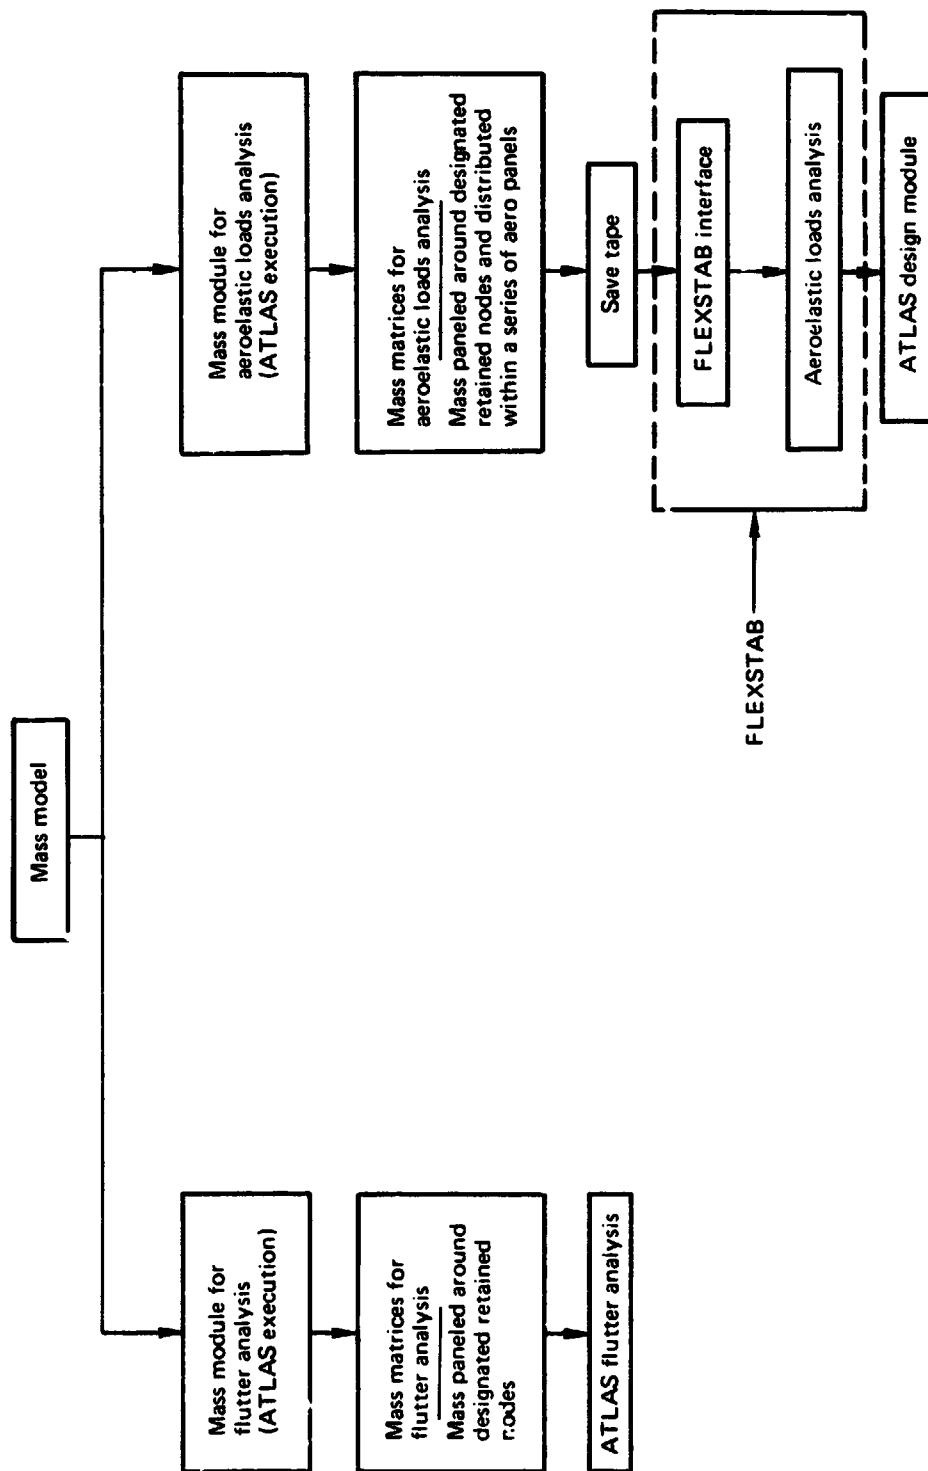 Mass model
Mass module for
flutter analysis
(ATLAS execution)
Mass matrices for
flutter analysis
Mass paneled around
designated retained
nodes
ATLAS flutter analysis
Mass module for
aeroelastic loads analysis
(ATLAS execution)
Mass matrices for
aeroelastic loads analysis
Mass paneled around designated
retained nodes and distributed
within a series of aero panels
Save tape
FLEXSTAB
FLEXSTAB interface
Aeroelastic loads analysis
ATLAS design module